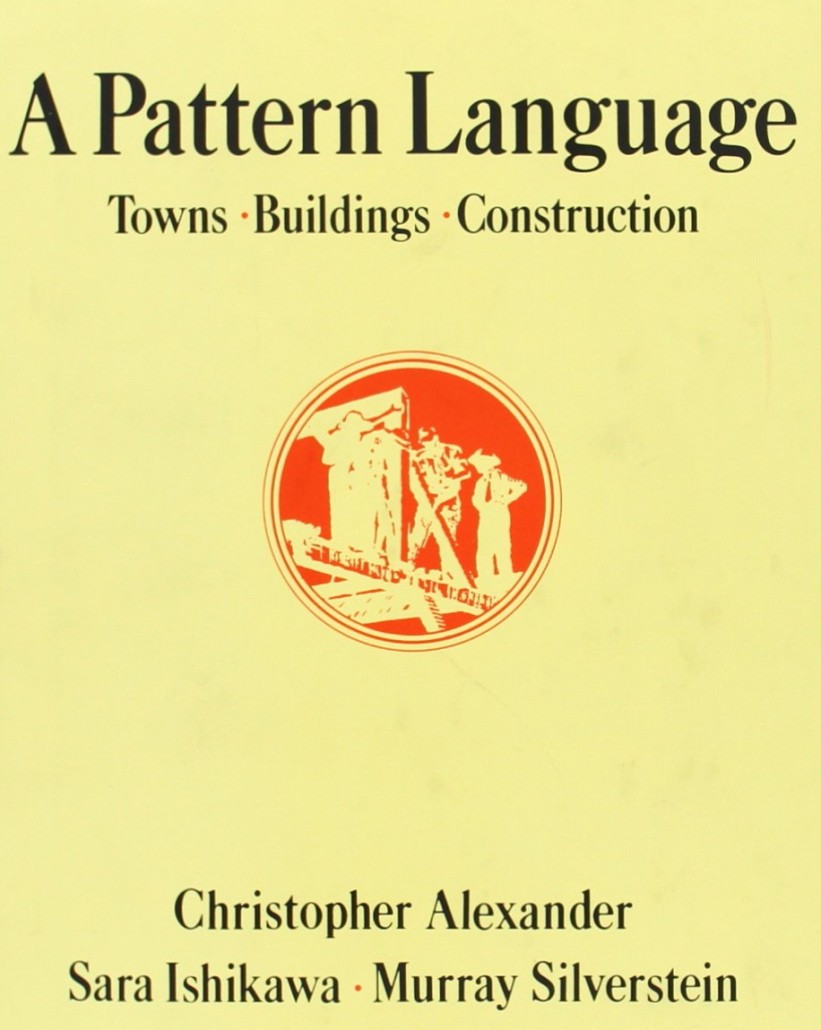 A Pattern Language
Towns · Buildings · Construction
Christopher Alexander
Sara Ishikawa · Murray Silverstein